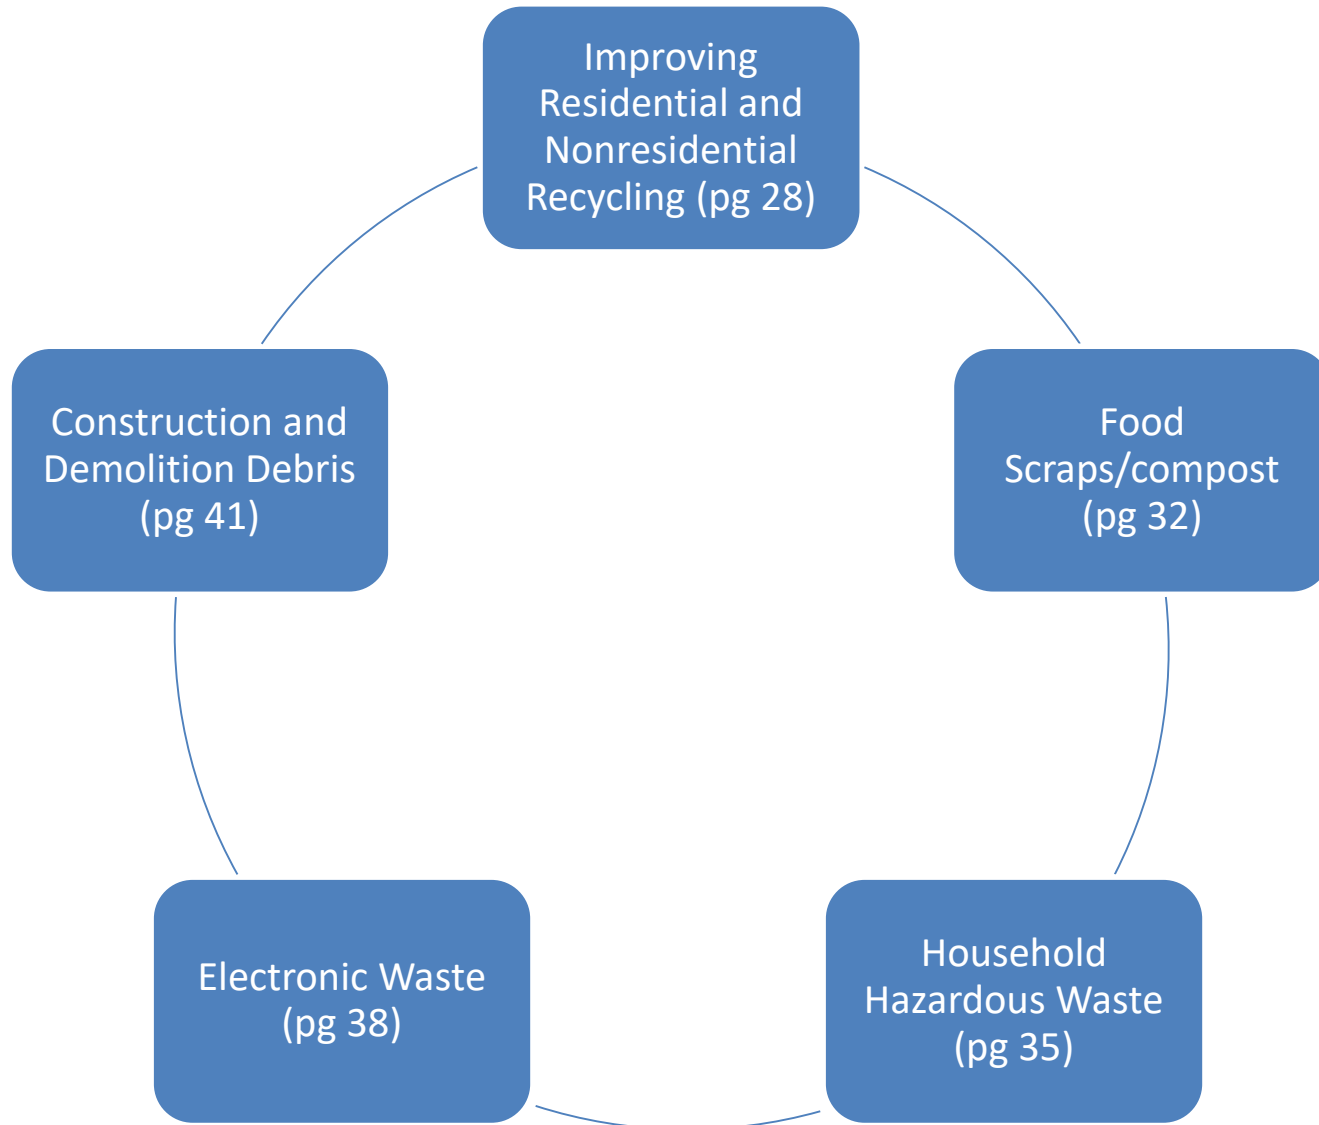 Improving
Residential and
Nonresidential
Recycling (pg 28)
Food
Scraps/compost
(pg 32)
Household
Hazardous Waste
(pg 35)
Electronic Waste
(pg 38)
Construction and
Demolition Debris
(pg 41)